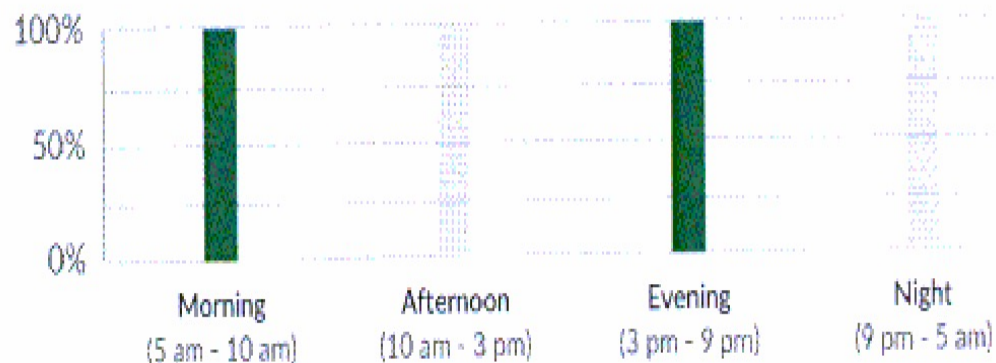 100%
50%
0%
Morning
(5 am - 10 am)
Afternoon
(10 am - 3 pm)
Evening
(3 pm - 9 pm)
Night
(9 pm - 5 am)